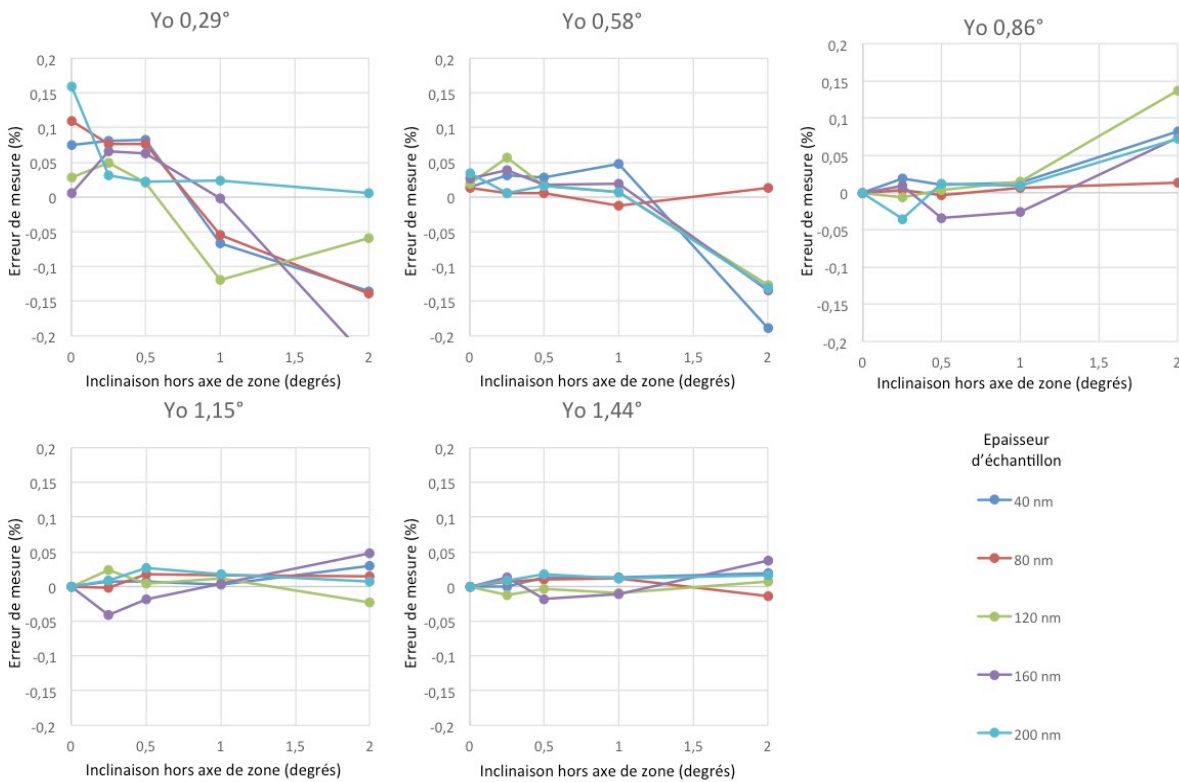 Yo 0,29°
0,2
0,15
0,1
0,05
0
-0,05
-0,1
-0,15
-0,2
Erreur de mesure (%)
0 0,5 1 1,5 2
Inclinaison hors axe de zone (degrés)
Yo 0,58°
0,2
0,15
0,1
0,05
0
-0,05
-0,1
-0,15
-0,2
Erreur de mesure (%)
0 0,5 1 1,5 2
Inclinaison hors axe de zone (degrés)
Yo 0,86°
0,2
0,15
0,1
0,05
0
-0,05
-0,1
-0,15
-0,2
Erreur de mesure (%)
0 0,5 1 1,5 2
Inclinaison hors axe de zone (degrés)
Yo 1,15°
0,2
0,15
0,1
0,05
0
-0,05
-0,1
-0,15
-0,2
Erreur de mesure (%)
0 0,5 1 1,5 2
Inclinaison hors axe de zone (degrés)
Yo 1,44°
0,2
0,15
0,1
0,05
0
-0,05
-0,1
-0,15
-0,2
Erreur de mesure (%)
0 0,5 1 1,5 2
Inclinaison hors axe de zone (degrés)
Epaisseur
d'échantillon
40 nm
80 nm
120 nm
160 nm
200 nm